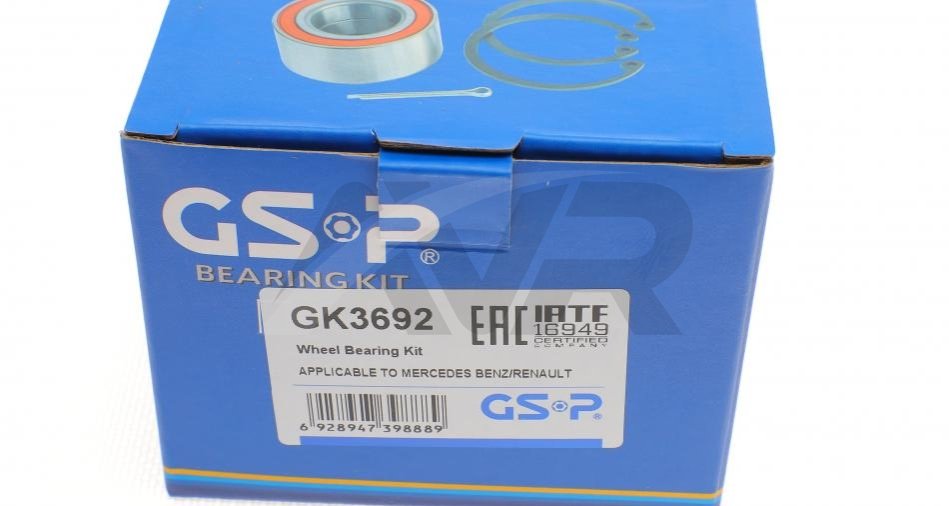 GSP®
BEARING KIT
AVR
GK3692
EAC
IATF
16949
CERTIFIED
COMPANY
Wheel Bearing Kit
APPLICABLE TO MERCEDES BENZ/RENAULT
6 928947 398889
GSP®